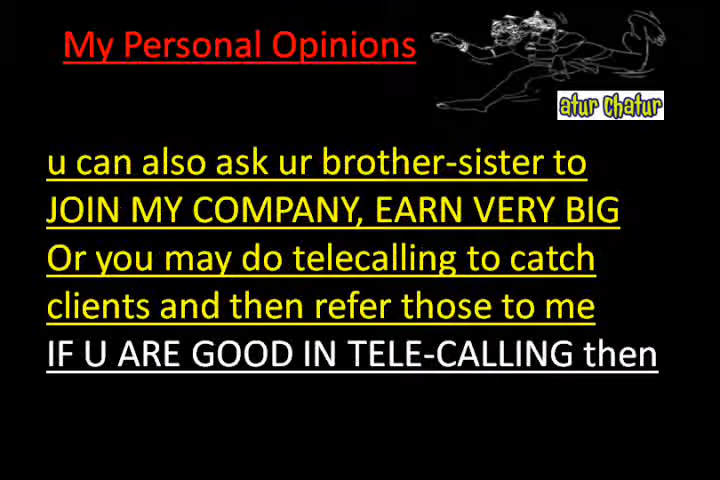 My Personal Opinions
atur chatur
u can also ask ur brother-sister to
JOIN MY COMPANY, EARN VERY BIG
Or you may do telecalling to catch
clients and then refer those to me
IF U ARE GOOD IN TELE-CALLING then